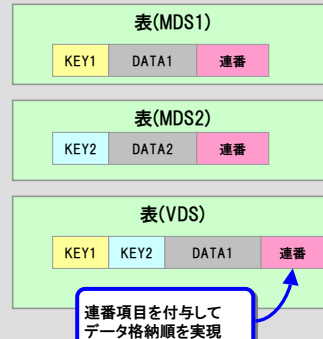 表(MDS1)
KEY1 DATA1 連番
表(MDS2)
KEY2 DATA2 連番
表(VDS)
KEY1 KEY2 DATA1 連番
連番項目を付与して
データ格納順を実現